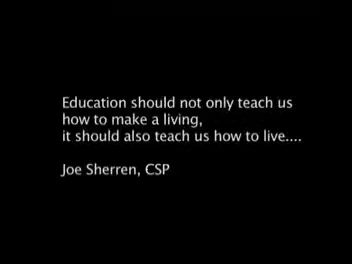 Education should not only teach us
how to make a living,
it should also teach us how to live....
Joe Sherren, CSP